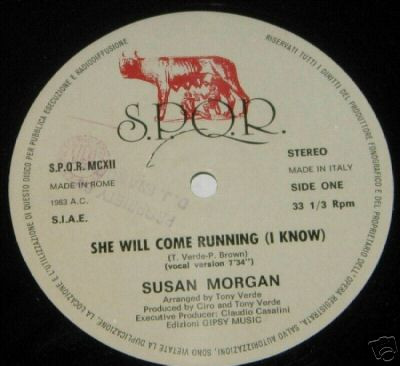 VIETATA LA DUPLICAZIONE, LA LOCAZIONE E L'UTILIZZAZIONE DI QUESTO DISCO PER PUBBLICA ESECUZIONE E RADIODIFFUSIONE
RISERVATI TUTTI I DIRITTI DEL PRODUTTORE FONOGRAFICO E DEL PROPRIETARIO DELL'OPERA REGISTRATA. SALVO AUTORIZZAZIONI, SONO
S.P.Q.R.
S.P.Q.R. MCXII
MADE IN ROME
1983 A.C.
S.I.A.E.
STEREO
MADE IN ITALY
SIDE ONE
33 1/3 Rpm
SHE WILL COME RUNNING (I KNOW)
(T. Verde-P. Brown)
(vocal version 7'34")
SUSAN MORGAN
Arranged by Tony Verde
Produced by Ciro and Tony Verde
Executive Producer: Claudio Casalini
Edizioni GIPSY MUSIC